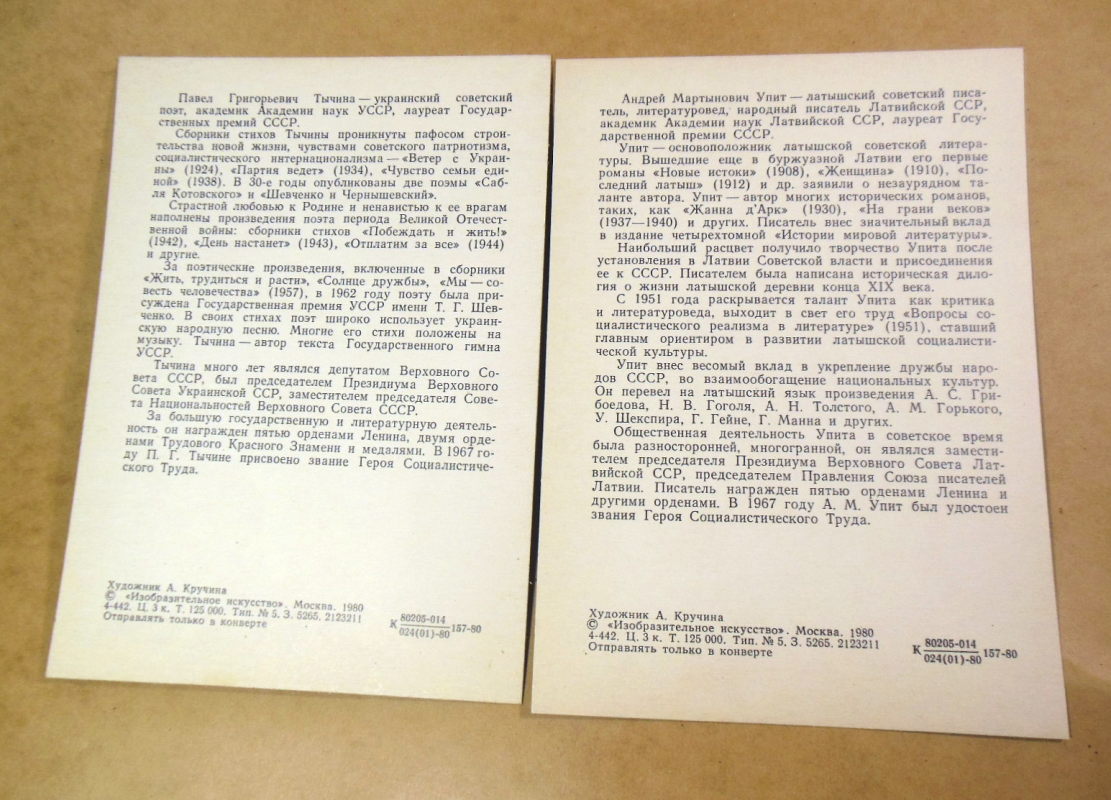 Павел Григорьевич Тычина — украинский советский
поэт, академик Академии наук УССР, лауреат Государ-
ственных премий СССР.
Сборники стихов Тычины проникнуты пафосом строи-
тельства новой жизни, чувствами советского патриотизма,
социалистического интернационализма — «Ветер с Украи-
ны» (1924), «Партия ведет» (1934), «Чувство семьи еди-
ной» (1938). В 30-е годы опубликованы две поэмы «Саб-
ля Котовского» и «Шевченко и Чернышевский».
Страстной любовью к Родине и ненавистью к ее врагам
наполнены произведения поэта периода Великой Отечест-
венной войны: сборники стихов «Побеждать и жить!»
(1942), «День настанет» (1943), «Отплатим за все» (1944)
и другие.
За поэтические произведения, включенные в сборники
«Жить, трудиться и расти», «Солнце дружбы», «Мы — со-
весть человечества» (1957), в 1962 году поэту была при-
суждена Государственная премия УССР имени Т. Г. Шев-
ченко. В своих стихах поэт широко использует украин-
скую народную песню. Многие его стихи положены на
музыку. Тычина — автор текста Государственного гимна
УССР.
Тычина много лет являлся депутатом Верховного Со-
вета СССР, был председателем Президиума Верховного
Совета Украинской ССР, заместителем председателя Сове-
та Национальностей Верховного Совета СССР.
За большую государственную и литературную деятель-
ность он награжден пятью орденами Ленина, двумя орде-
нами Трудового Красного Знамени и медалями. В 1967 го-
ду П. Г. Тычине присвоено звание Героя Социалистиче-
ского Труда.
Художник А. Кручина
© «Изобразительное искусство». Москва. 1980
4-442. Ц. 3 к. Т. 125 000. Тип. № 5. З. 5265. 2123211
Отправлять только в конверте
К 80205-014
024(01)-80 157-80
Андрей Мартынович Упит — латышский советский писа-
тель, литературовед, народный писатель Латвийской ССР,
академик Академии наук Латвийской ССР, лауреат Госу-
дарственной премии СССР.
Упит — основоположник латышской советской литера-
туры. Вышедшие еще в буржуазной Латвии его первые
романы «Новые истоки» (1908), «Женщина» (1910), «По-
следний латыш» (1912) и др. заявили о незаурядном та-
ланте автора. Упит — автор многих исторических романов,
таких, как «Жанна д'Арк» (1930), «На грани веков»
(1937—1940) и других. Писатель внес значительный вклад
в издание четырехтомной «Истории мировой литературы».
Наибольший расцвет получило творчество Упита после
установления в Латвии Советской власти и присоединения
ее к СССР. Писателем была написана историческая дило-
гия о жизни латышской деревни конца XIX века.
С 1951 года раскрывается талант Упита как критика
и литературоведа, выходит в свет его труд «Вопросы со-
циалистического реализма в литературе» (1951), ставший
главным ориентиром в развитии латышской социалисти-
ческой культуры.
Упит внес весомый вклад в укрепление дружбы наро-
дов СССР, во взаимообогащение национальных культур.
Он перевел на латышский язык произведения А. С. Гри-
боедова, Н. В. Гоголя, А. Н. Толстого, А. М. Горького,
У. Шекспира, Г. Гейне, Г. Манна и других.
Общественная деятельность Упита в советское время
была разносторонней, многогранной, он являлся замести-
телем председателя Президиума Верховного Совета Лат-
вийской ССР, председателем Правления Союза писателей
Латвии. Писатель награжден пятью орденами Ленина и
другими орденами. В 1967 году А. М. Упит был удостоен
звания Героя Социалистического Труда.
Художник А. Кручина
© «Изобразительное искусство». Москва. 1980
4-442. Ц. 3 к. Т. 125 000. Тип. № 5. З. 5265. 2123211
Отправлять только в конверте
К 80205-014
024(01)-80 157-80